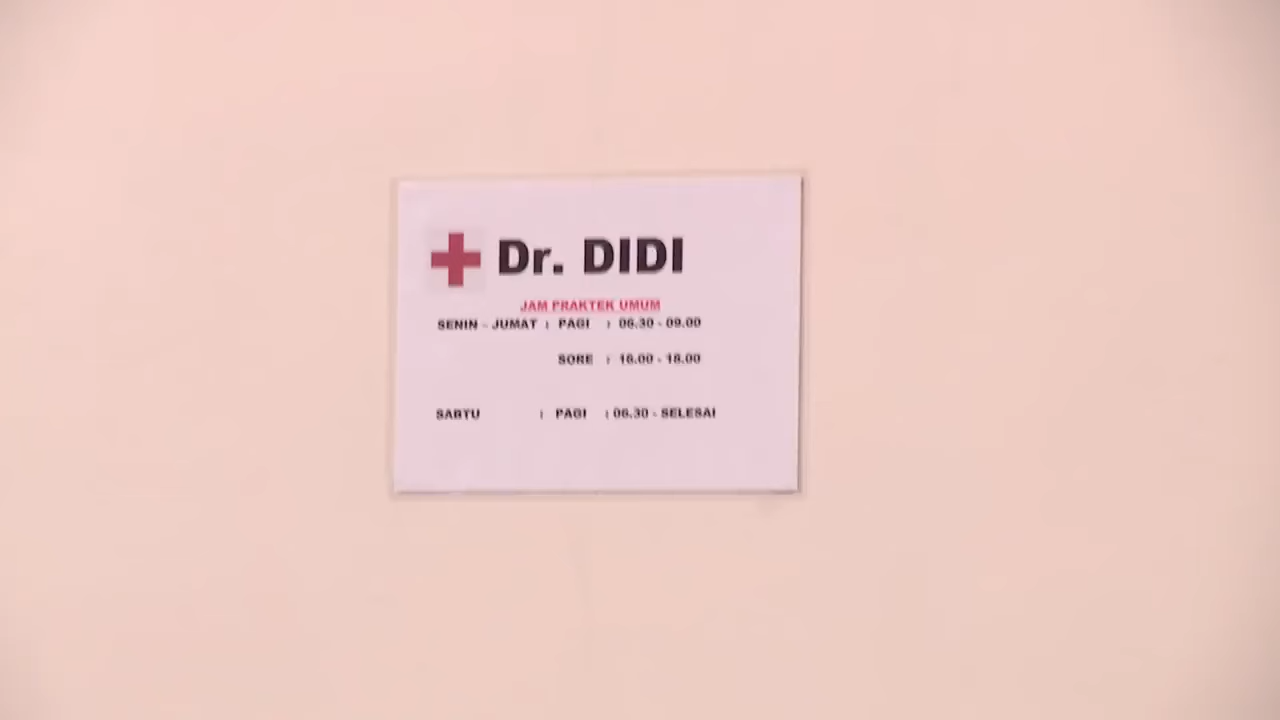 Dr. DIDI
JAM PRAKTEK UMUM
SENIN - JUMAT : PAGI : 06.30 - 09.00
SORE : 16.00 - 18.00
SABTU : PAGI : 06.30 - SELESAI